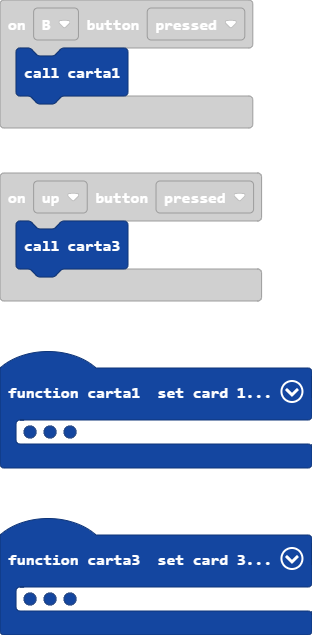 on B button pressed
call carta1
on up button pressed
call carta3
function carta1 set card 1...
function carta3 set card 3...